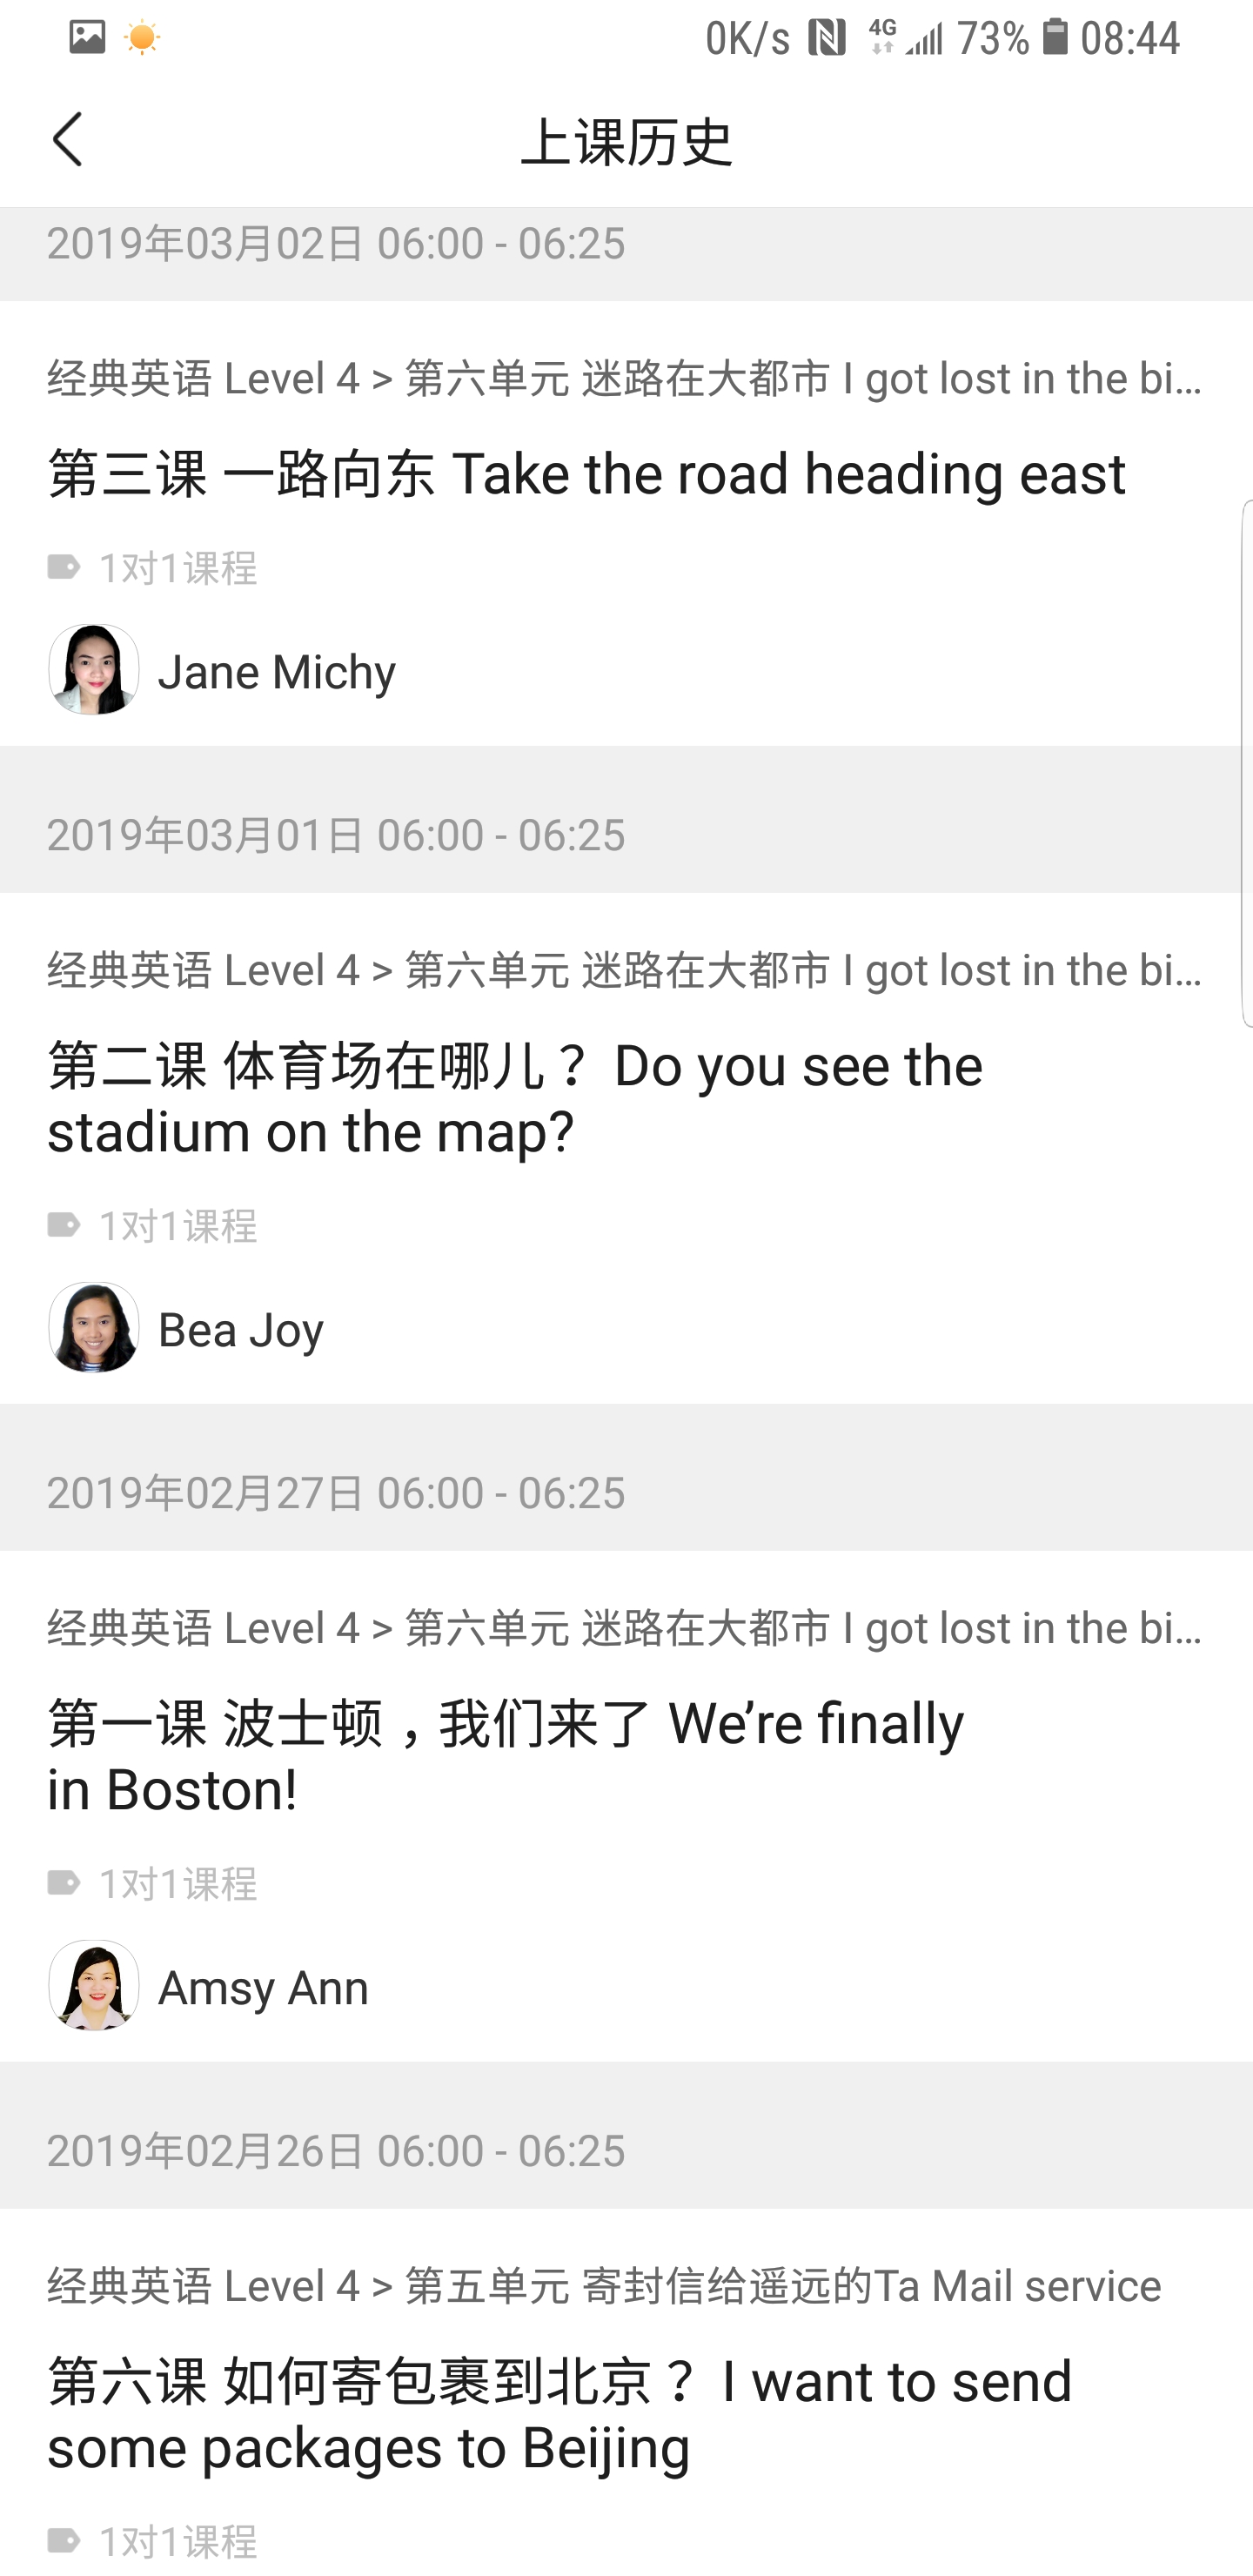 0K/s 4G 73% 08:44
上课历史
2019年03月02日 06:00 - 06:25
经典英语 Level 4 > 第六单元 迷路在大都市 I got lost in the bi...
第三课 一路向东 Take the road heading east
1对1课程
Jane Michy
2019年03月01日 06:00 - 06:25
经典英语 Level 4 > 第六单元 迷路在大都市 I got lost in the bi...
第二课 体育场在哪儿？ Do you see the
stadium on the map?
1对1课程
Bea Joy
2019年02月27日 06:00 - 06:25
经典英语 Level 4 > 第六单元 迷路在大都市 I got lost in the bi...
第一课 波士顿，我们来了 We’re finally
in Boston!
1对1课程
Amsy Ann
2019年02月26日 06:00 - 06:25
经典英语 Level 4 > 第五单元 寄封信给遥远的Ta Mail service
第六课 如何寄包裹到北京？ I want to send
some packages to Beijing
1对1课程